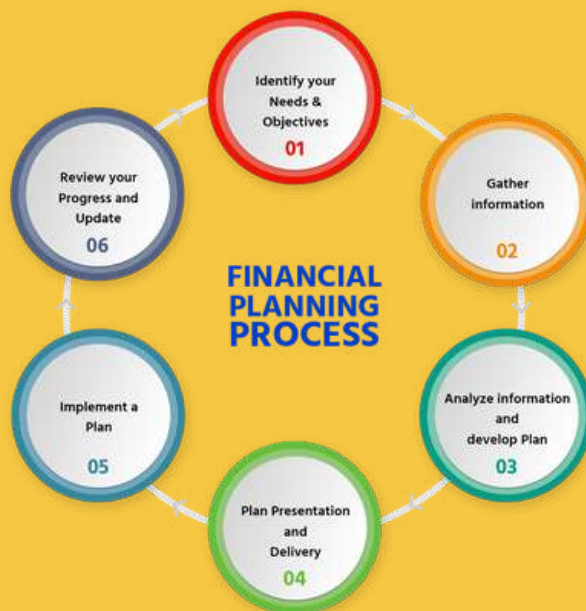 Identify your
Needs &
Objectives
01
Gather
information
02
Analyze information
and
develop Plan
03
Plan Presentation
and
Delivery
04
Implement a
Plan
05
Review your
Progress and
Update
06
FINANCIAL
PLANNING
PROCESS